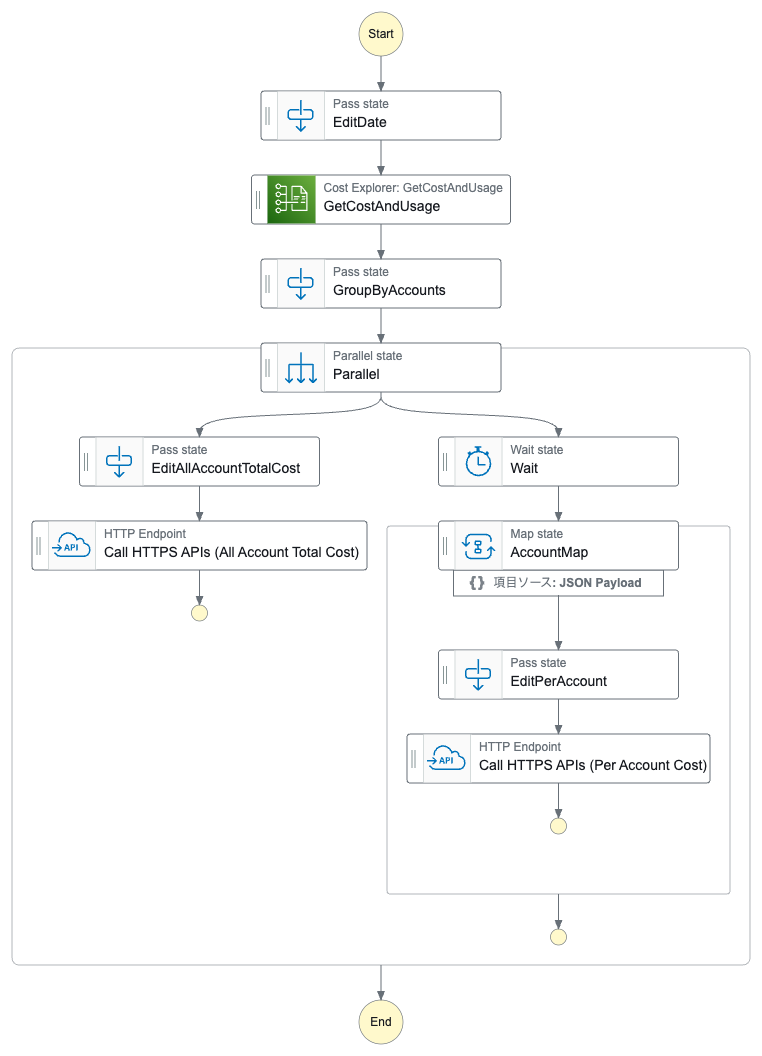 Start
Pass state
EditDate
Cost Explorer: GetCostAndUsage
GetCostAndUsage
Pass state
GroupByAccounts
Parallel state
Parallel
Pass state
EditAllAccountTotalCost
HTTP Endpoint
API
Call HTTPS APIs (All Account Total Cost)
Wait state
Wait
Map state
AccountMap
{} 項目ソース: JSON Payload
Pass state
EditPerAccount
HTTP Endpoint
API
Call HTTPS APIs (Per Account Cost)
End